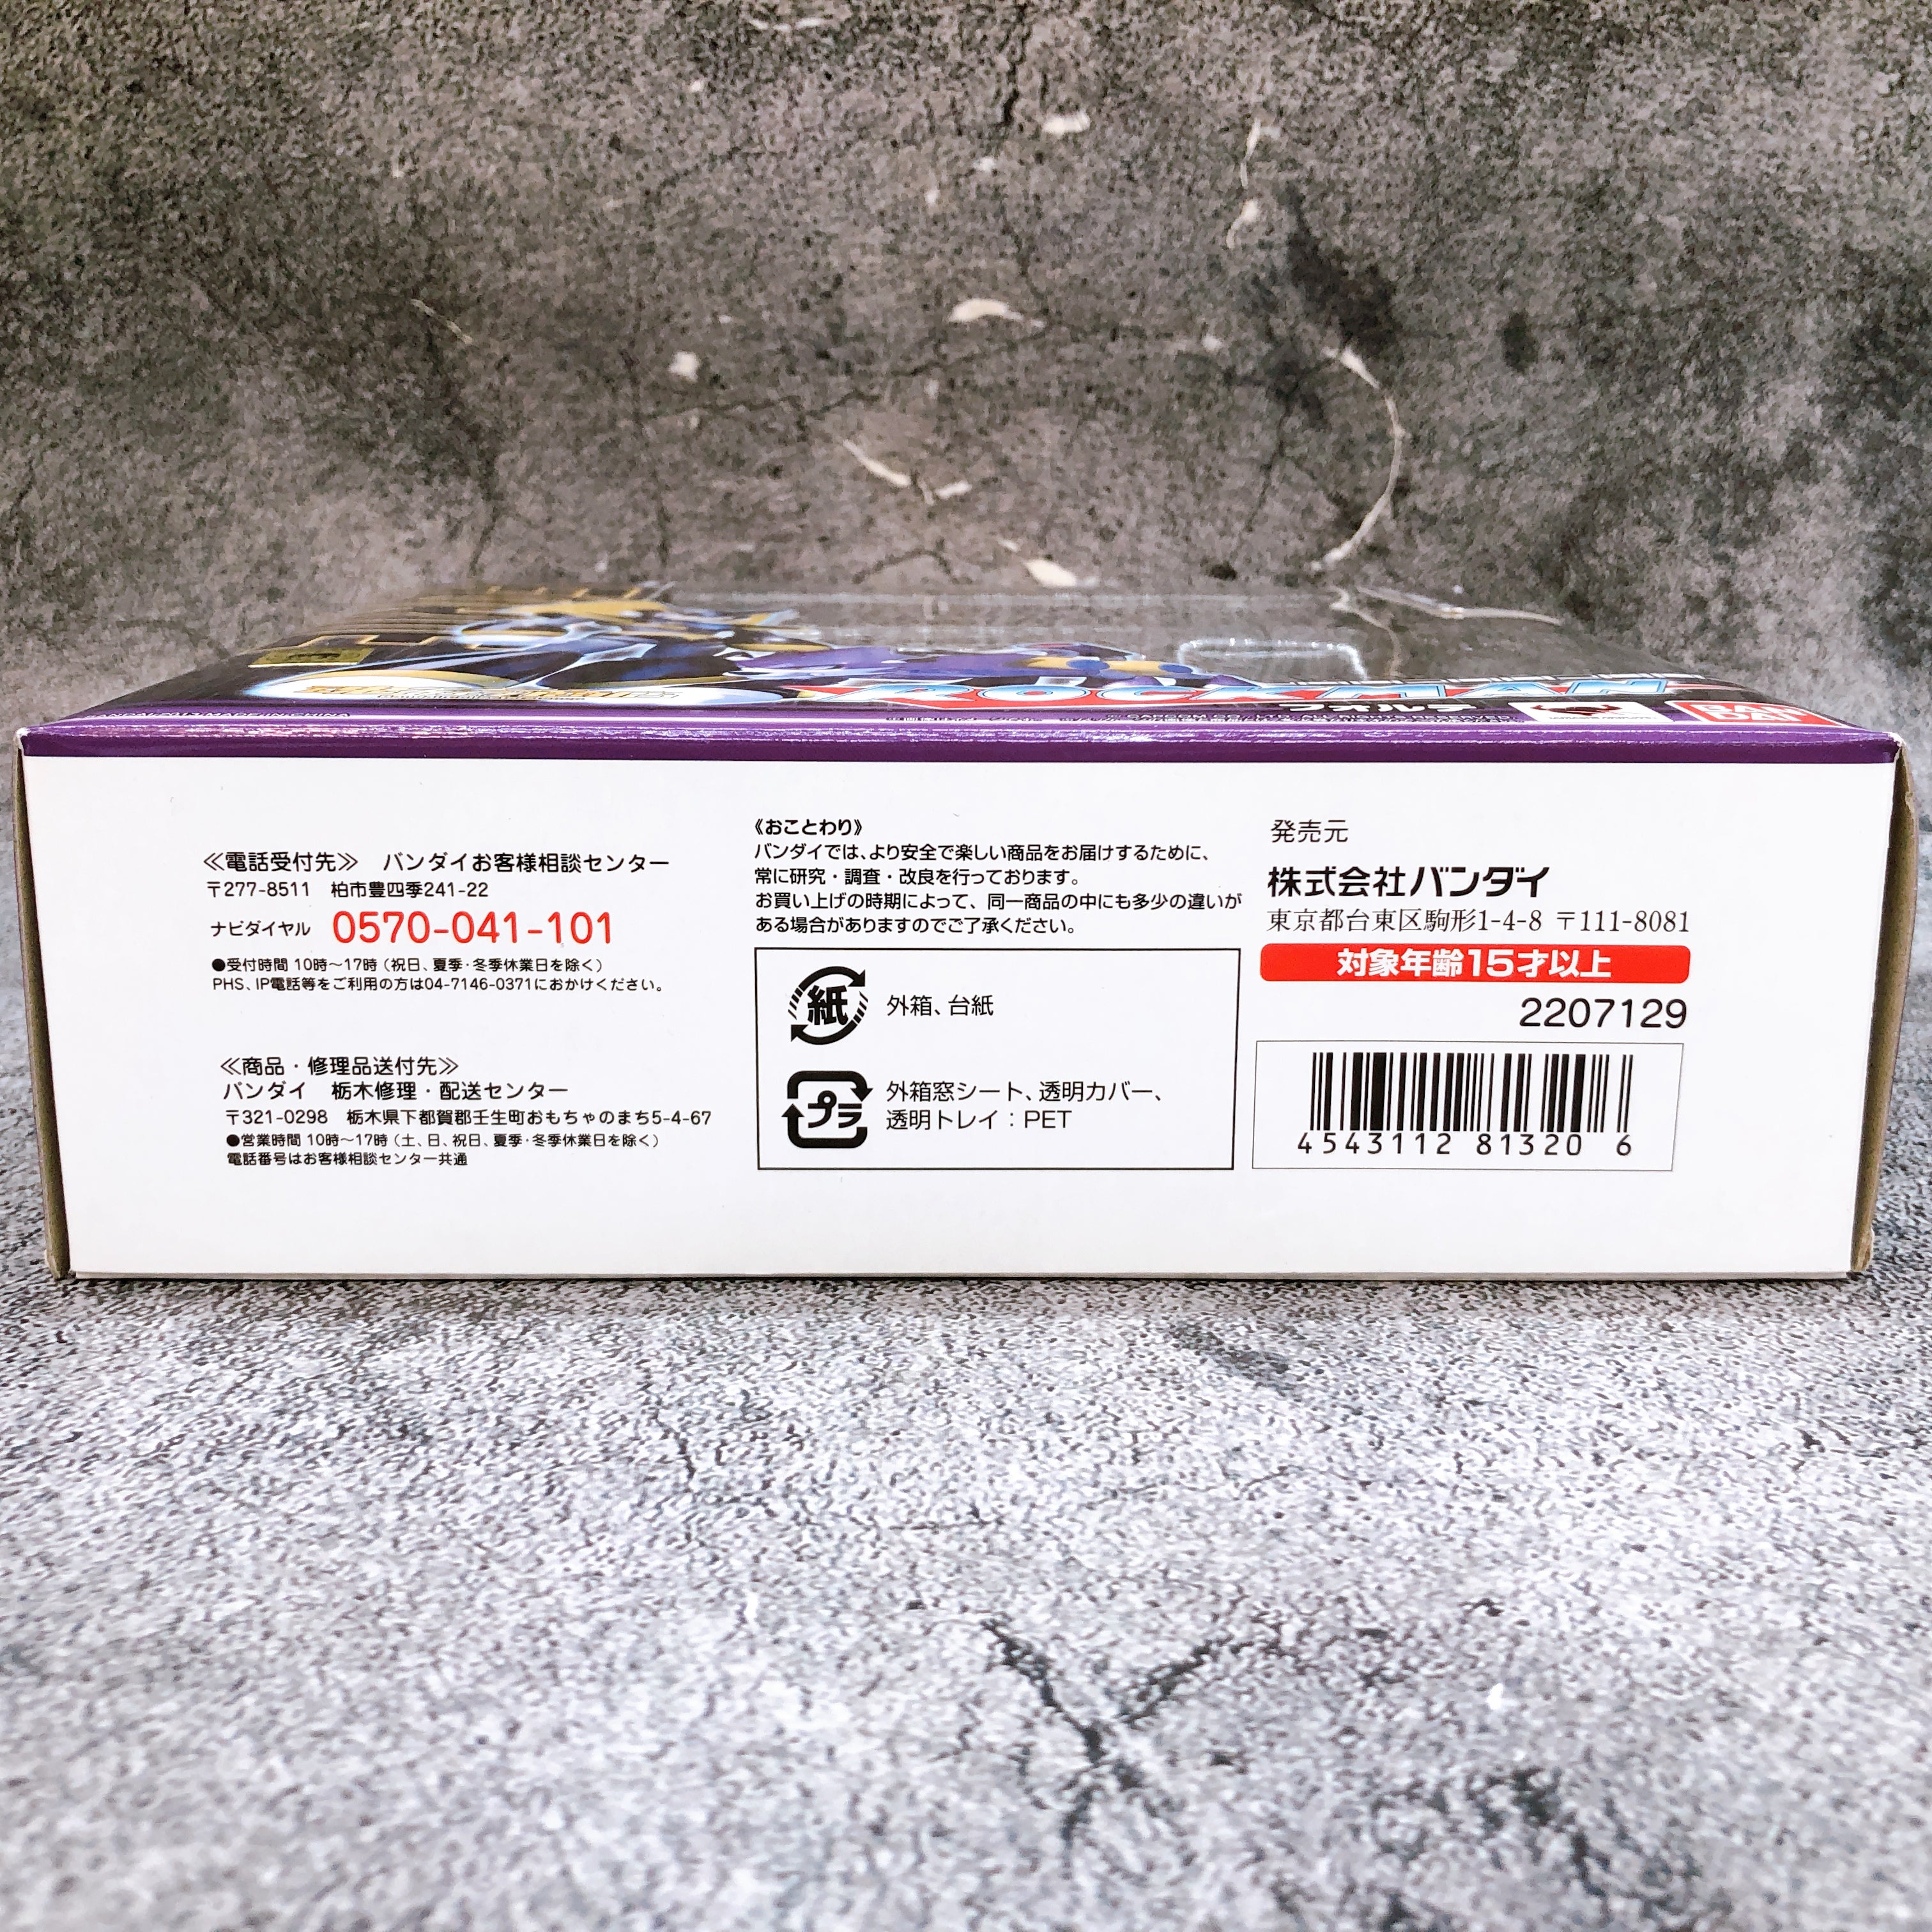 ROCKMAN
フォルテ
BAN
DAI
≪電話受付先≫　バンダイお客様相談センター
〒277-8511　柏市豊四季241-22
ナビダイヤル　0570-041-101
●受付時間 10時〜17時（祝日、夏季・冬季休業日を除く）
PHS、IP電話等をご利用の方は04-7146-0371におかけください。
≪商品・修理品送付先≫
バンダイ　栃木修理・配送センター
〒321-0298　栃木県下都賀郡壬生町おもちゃのまち5-4-67
●営業時間 10時〜17時（土、日、祝日、夏季・冬季休業日を除く）
電話番号はお客様相談センター共通
《おことわり》
バンダイでは、より安全で楽しい商品をお届けするために、
常に研究・調査・改良を行っております。
お買い上げの時期によって、同一商品の中にも多少の違いが
ある場合がありますのでご了承ください。
紙 外箱、台紙
プラ 外箱窓シート、透明カバー、
透明トレイ：PET
発売元
株式会社バンダイ
東京都台東区駒形1-4-8 〒111-8081
対象年齢15才以上
2207129
4543112 81320 6